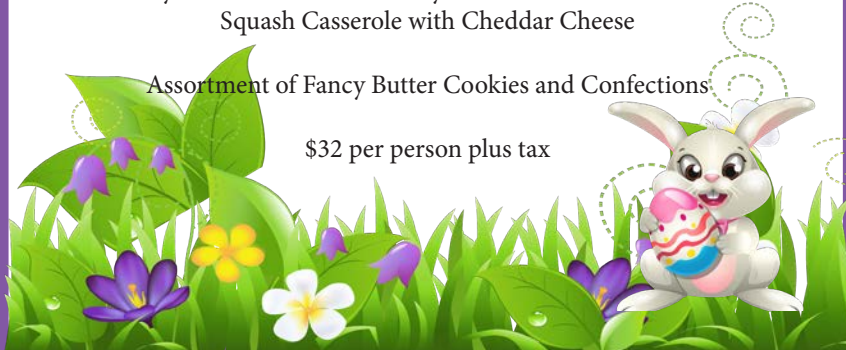 Squash Casserole with Cheddar Cheese
Assortment of Fancy Butter Cookies and Confections
$32 per person plus tax